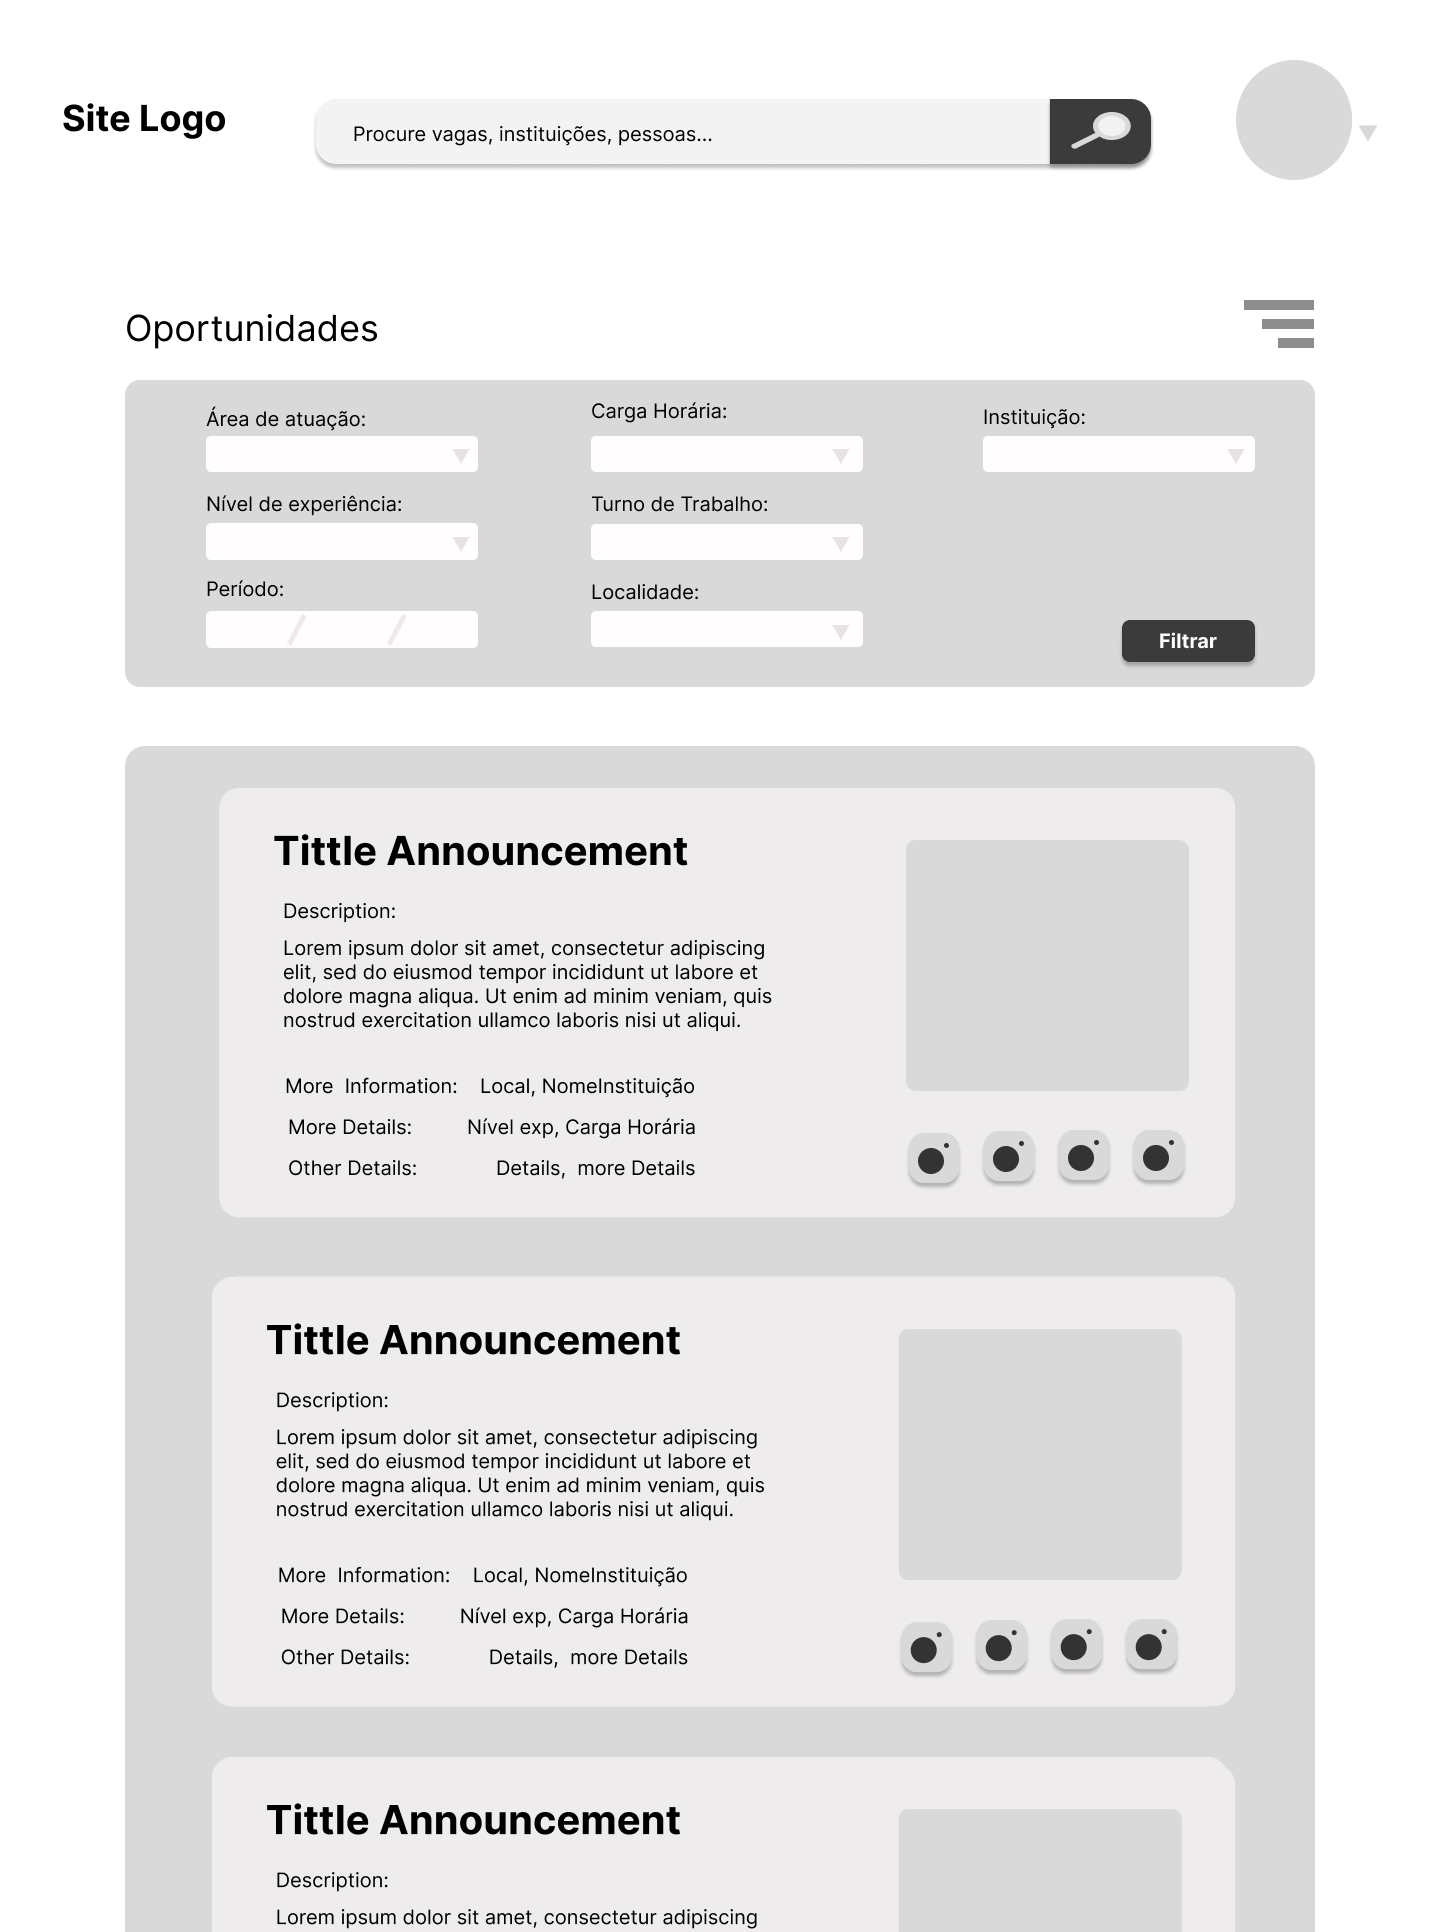 Site Logo
Procure vagas, instituições, pessoas...
Oportunidades
Área de atuação:
Carga Horária:
Instituição:
Nível de experiência:
Turno de Trabalho:
Período:
Localidade:
/ /
Filtrar
Tittle Announcement
Description:
Lorem ipsum dolor sit amet, consectetur adipiscing
elit, sed do eiusmod tempor incididunt ut labore et
dolore magna aliqua. Ut enim ad minim veniam, quis
nostrud exercitation ullamco laboris nisi ut aliqui.
More Information: Local, NomeInstituição
More Details: Nível exp, Carga Horária
Other Details: Details, more Details
Tittle Announcement
Description:
Lorem ipsum dolor sit amet, consectetur adipiscing
elit, sed do eiusmod tempor incididunt ut labore et
dolore magna aliqua. Ut enim ad minim veniam, quis
nostrud exercitation ullamco laboris nisi ut aliqui.
More Information: Local, NomeInstituição
More Details: Nível exp, Carga Horária
Other Details: Details, more Details
Tittle Announcement
Description:
Lorem ipsum dolor sit amet, consectetur adipiscing